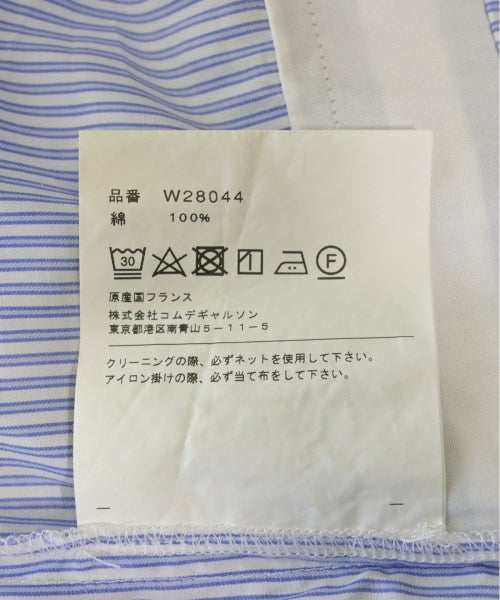 品番 W28044
綿 100%
30 F
原産国フランス
株式会社コムデギャルソン
東京都港区南青山5-11-5
クリーニングの際、必ずネットを使用して下さい。
アイロン掛けの際、必ず当て布をして下さい。